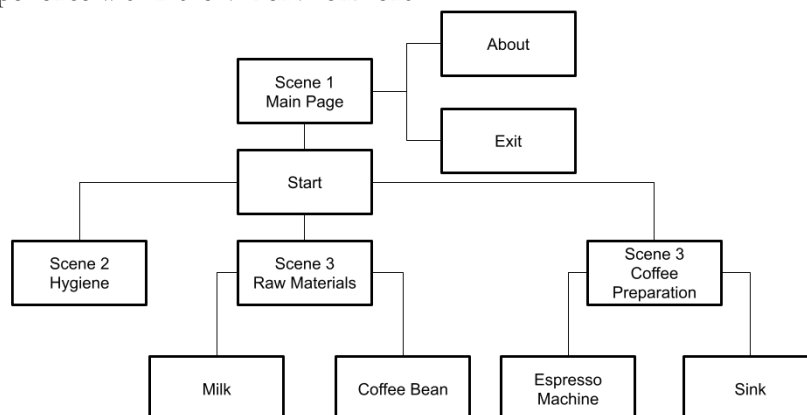 About
Scene 1
Main Page
Exit
Start
Scene 2
Hygiene
Scene 3
Raw Materials
Scene 3
Coffee
Preparation
Milk
Coffee Bean
Espresso
Machine
Sink